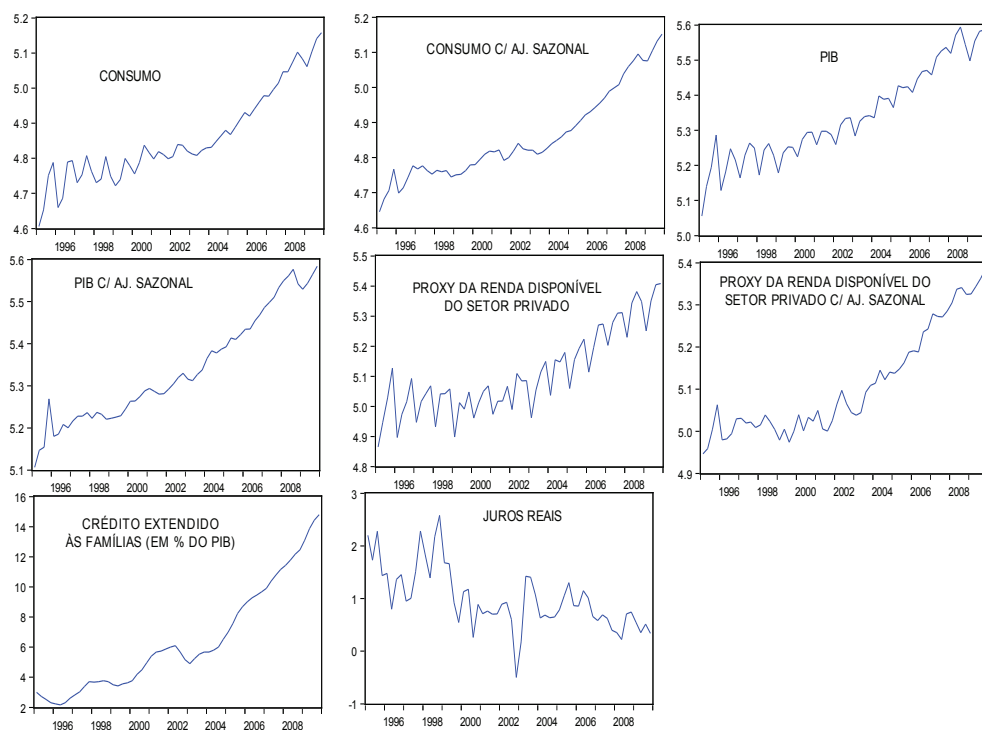 CONSUMO
5.2
5.1
5.0
4.9
4.8
4.7
4.6
1996 1998 2000 2002 2004 2006 2008
CONSUMO C/ AJ. SAZONAL
5.2
5.1
5.0
4.9
4.8
4.7
4.6
1996 1998 2000 2002 2004 2006 2008
PIB
5.6
5.5
5.4
5.3
5.2
5.1
5.0
1996 1998 2000 2002 2004 2006 2008
PIB C/ AJ. SAZONAL
5.6
5.5
5.4
5.3
5.2
5.1
1996 1998 2000 2002 2004 2006 2008
PROXY DA RENDA DISPONÍVEL
DO SETOR PRIVADO
5.5
5.4
5.3
5.2
5.1
5.0
4.9
4.8
1996 1998 2000 2002 2004 2006 2008
PROXY DA RENDA DISPONÍVEL DO
SETOR PRIVADO C/ AJ. SAZONAL
5.4
5.3
5.2
5.1
5.0
4.9
1996 1998 2000 2002 2004 2006 2008
CRÉDITO EXTENDIDO
ÀS FAMÍLIAS (EM % DO PIB)
16
14
12
10
8
6
4
2
1996 1998 2000 2002 2004 2006 2008
JUROS REAIS
3
2
1
0
-1
1996 1998 2000 2002 2004 2006 2008